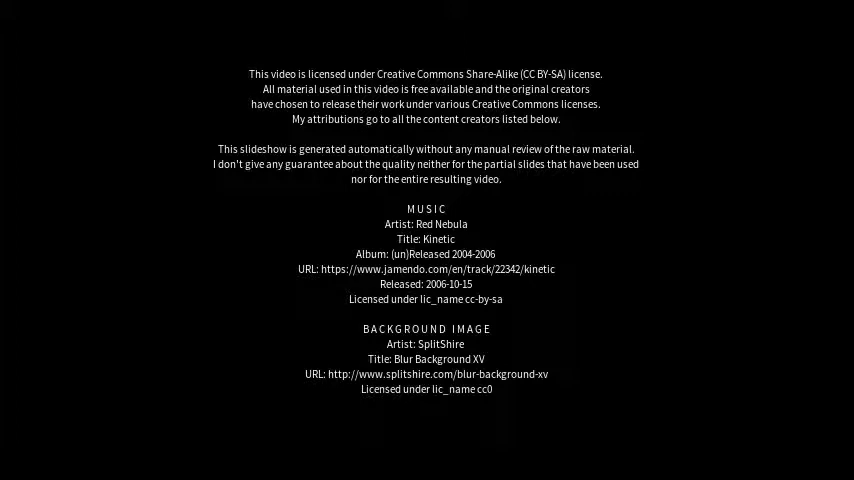 This video is licensed under Creative Commons Share-Alike (CC BY-SA) license.
All material used in this video is free available and the original creators
have chosen to release their work under various Creative Commons licenses.
My attributions go to all the content creators listed below.
This slideshow is generated automatically without any manual review of the raw material.
I don't give any guarantee about the quality neither for the partial slides that have been used
nor for the entire resulting video.
MUSIC
Artist: Red Nebula
Title: Kinetic
Album: (un)Released 2004-2006
URL: https://www.jamendo.com/en/track/22342/kinetic
Released: 2006-10-15
Licensed under lic_name cc-by-sa
BACKGROUND IMAGE
Artist: SplitShire
Title: Blur Background XV
URL: http://www.splitshire.com/blur-background-xv
Licensed under lic_name cc0